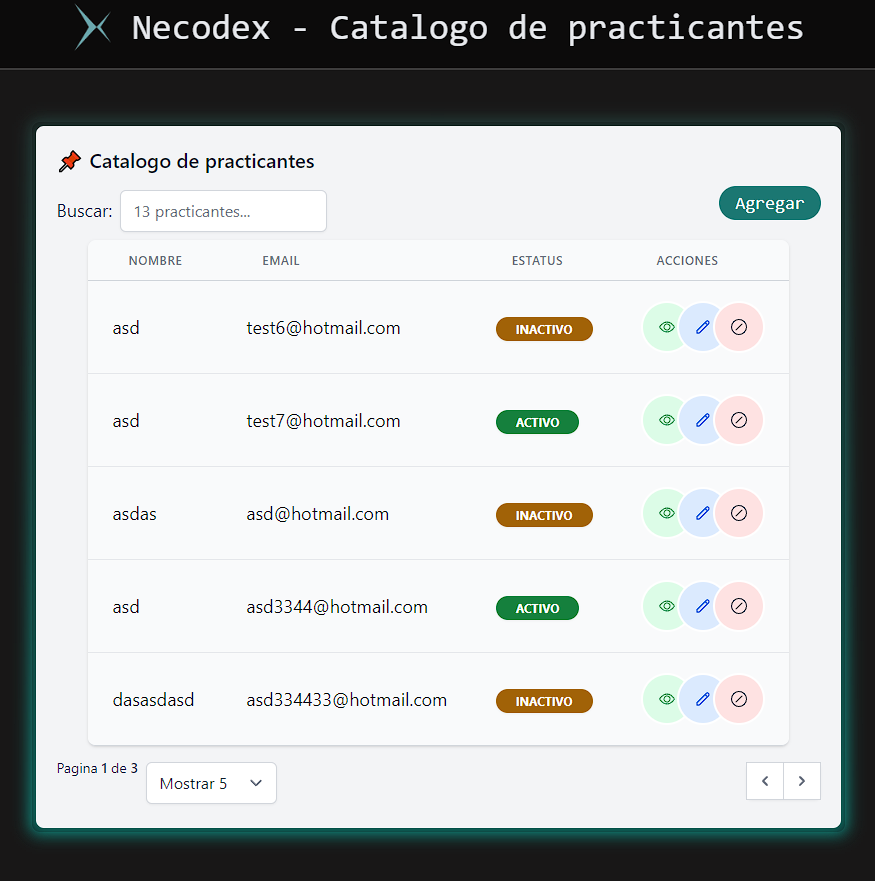 Necodex - Catalogo de practicantes
Catalogo de practicantes
Buscar: 13 practicantes... Agregar
NOMBRE EMAIL ESTATUS ACCIONES
asd test6@hotmail.com INACTIVO
asd test7@hotmail.com ACTIVO
asdas asd@hotmail.com INACTIVO
asd asd3344@hotmail.com ACTIVO
dasasdasd asd334433@hotmail.com INACTIVO
Pagina 1 de 3 Mostrar 5